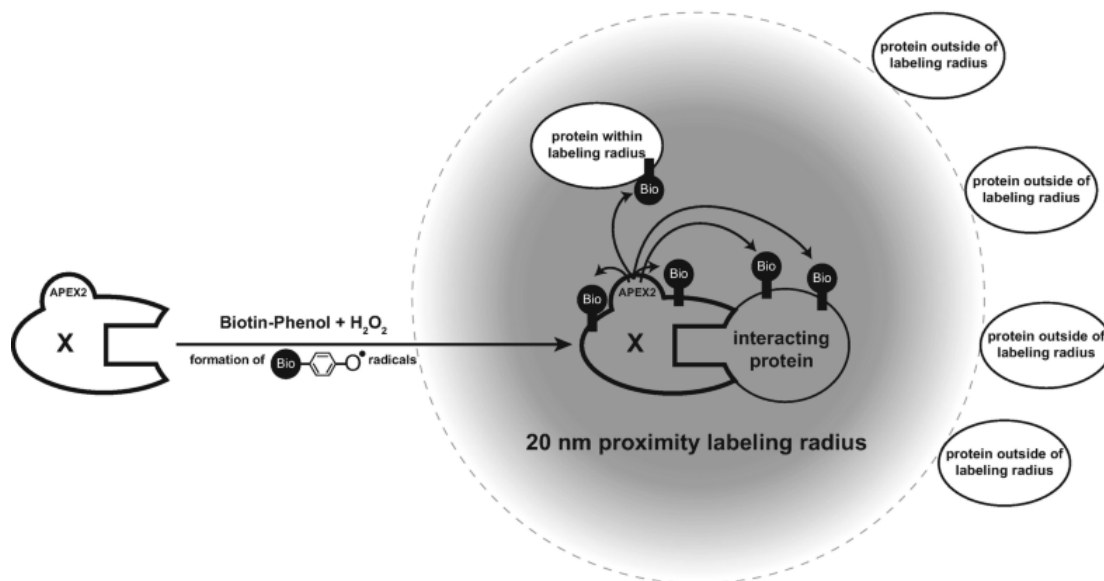 protein outside of
labeling radius
protein within
labeling radius
Bio
protein outside of
labeling radius
APEX2
X
Biotin-Phenol + H₂O₂
formation of Bio O• radicals
Bio
APEX2
Bio
Bio
Bio
X
interacting
protein
protein outside of
labeling radius
20 nm proximity labeling radius
protein outside of
labeling radius